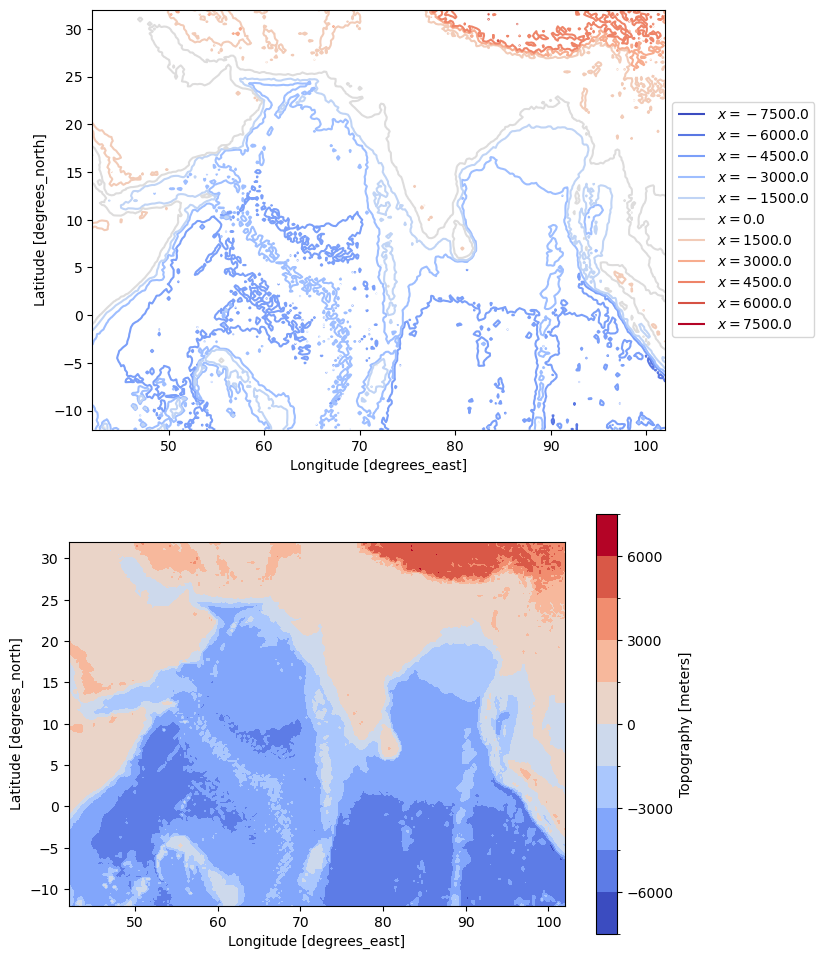 30
25
20
15
10
5
0
−5
−10
Latitude [degrees_north]
50
60
70
80
90
100
Longitude [degrees_east]
x = −7500.0
x = −6000.0
x = −4500.0
x = −3000.0
x = −1500.0
x = 0.0
x = 1500.0
x = 3000.0
x = 4500.0
x = 6000.0
x = 7500.0
30
25
20
15
10
5
0
−5
−10
Latitude [degrees_north]
50
60
70
80
90
100
Longitude [degrees_east]
6000
3000
0
−3000
−6000
Topography [meters]